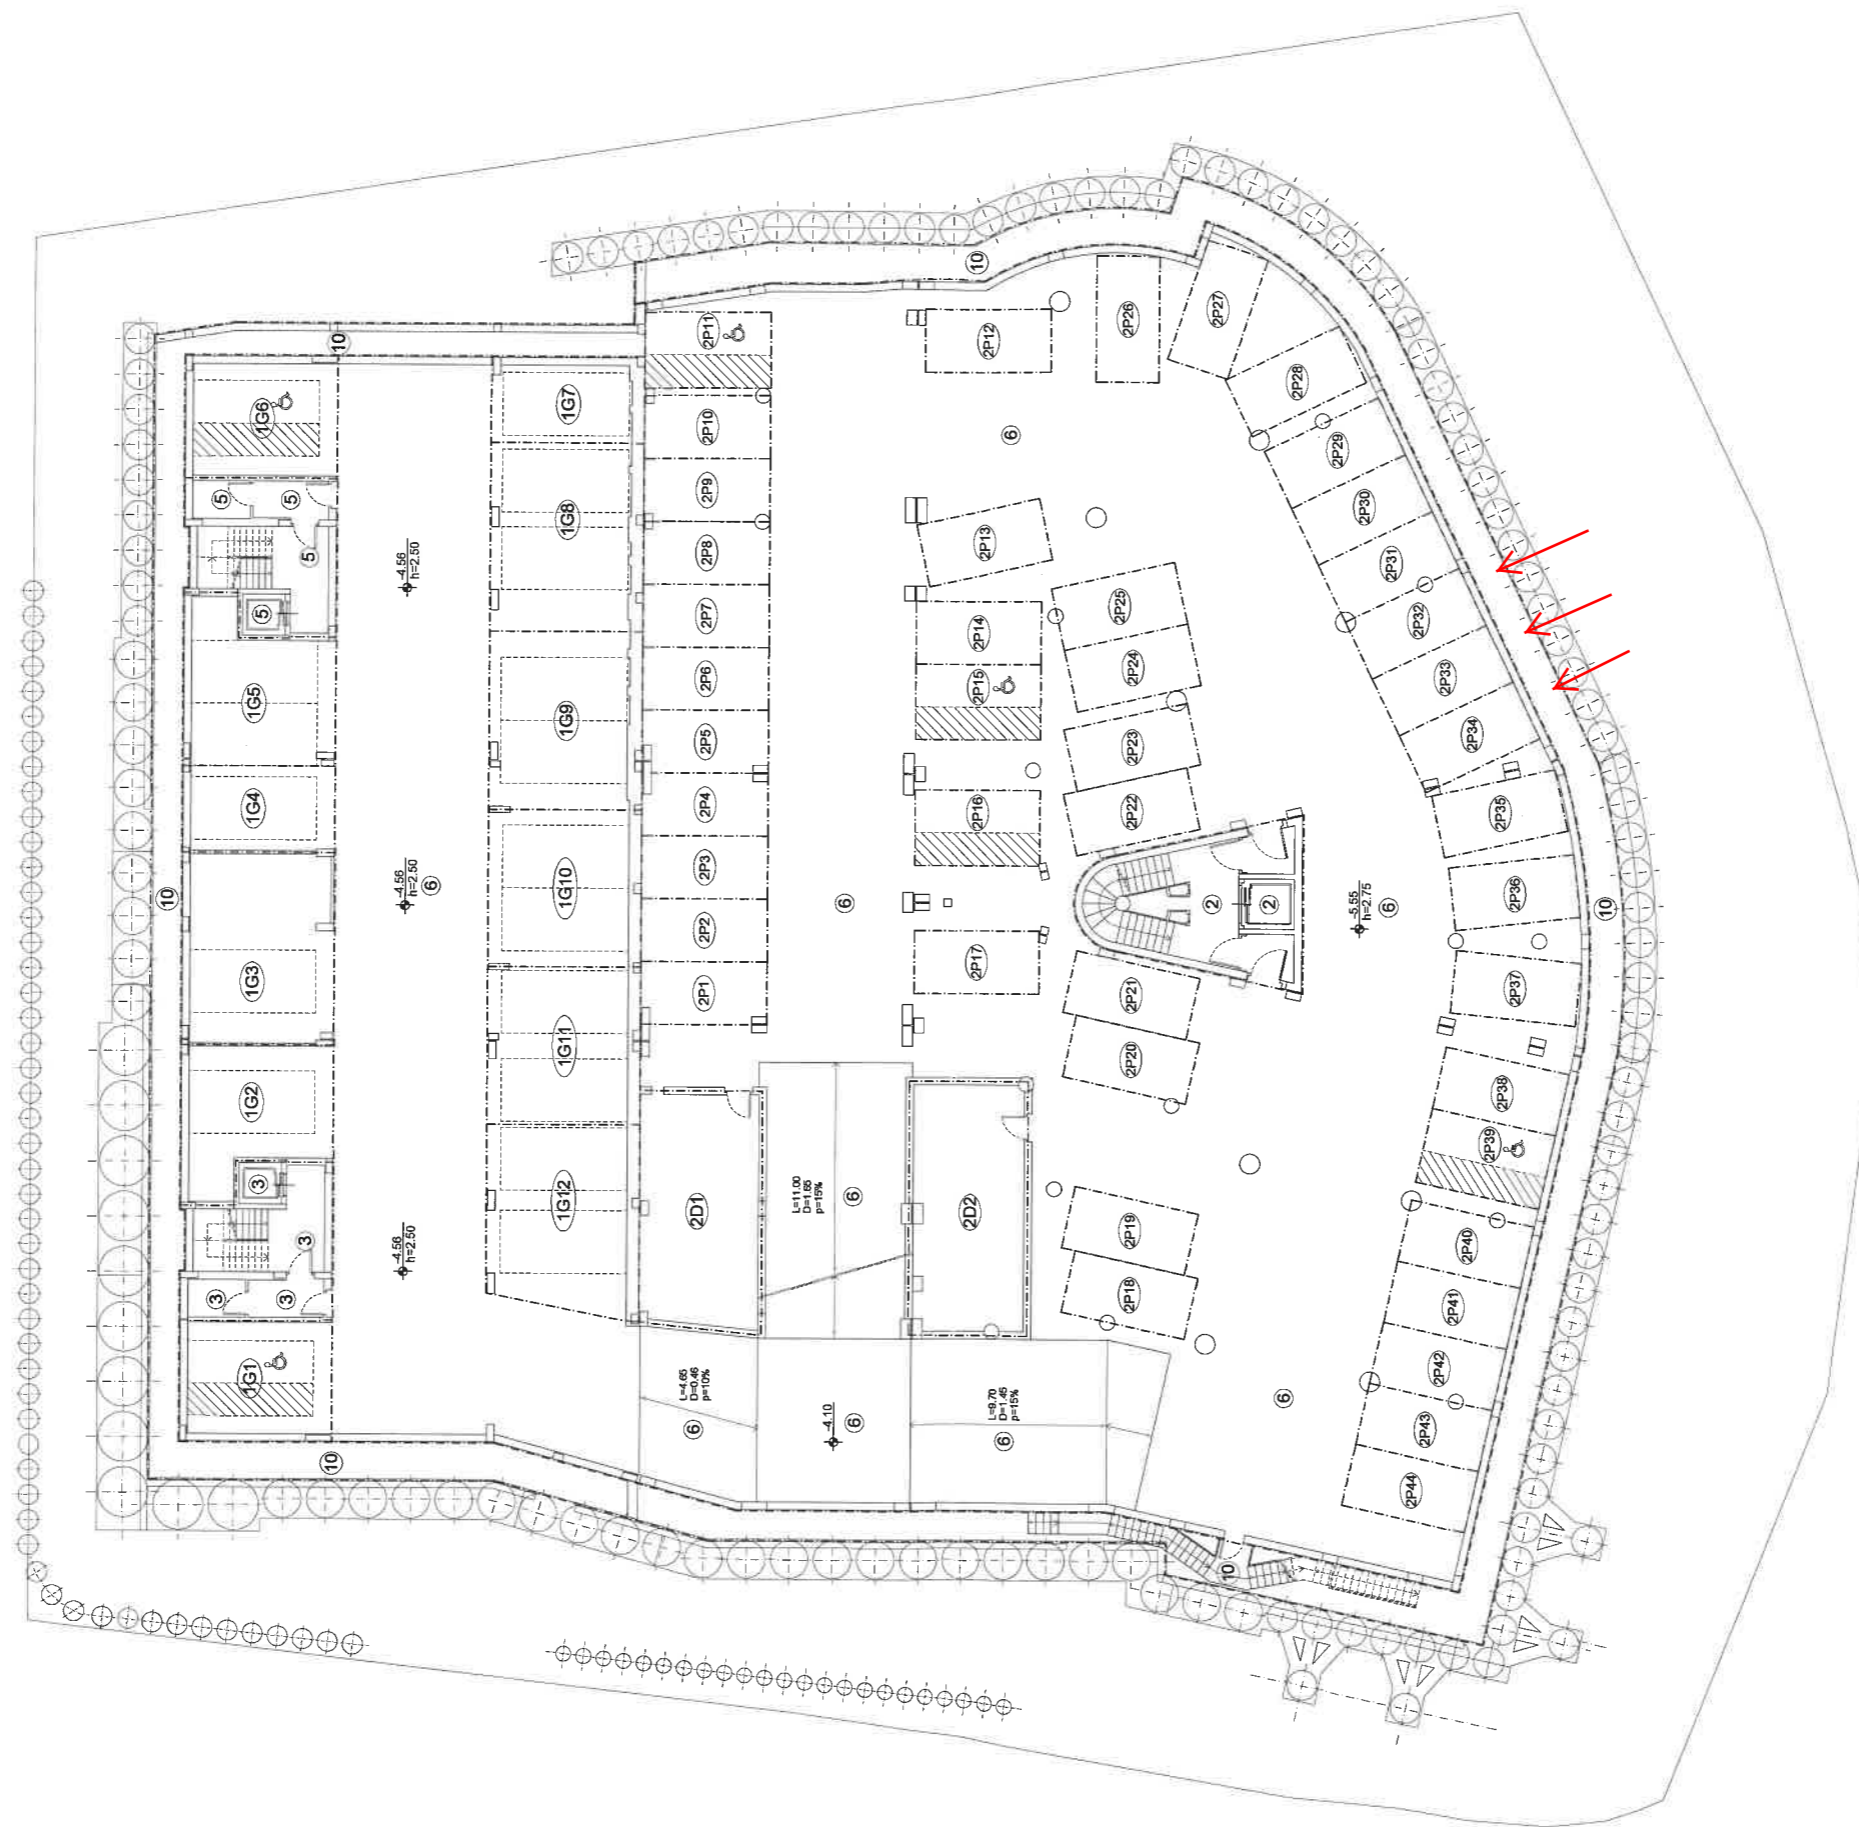 10
2P11
2P12
2P26
2P27
10
1G6
1G7
2P10
2P28
6
2P29
5
5
5
1G8
2P9
2P30
-4.56
h=2.50
2P8
2P13
2P31
5
2P7
2P14
2P25
2P32
1G5
1G9
2P6
2P15
2P24
2P33
2P5
2P23
2P34
1G4
2P4
2P16
2P22
2P35
10
-4.56
h=2.50
6
1G10
2P3
2P2
6
2
2
-5.55
h=2.75
6
2P36
10
1G3
1G11
2P1
2P17
2P21
2P37
1G2
2P20
2P38
2P39
3
3
3
3
1G12
2D1
L=11.00
D=1.65
p=15%
6
2D2
2P19
2P40
-4.56
h=2.50
2P18
2P41
1G1
L=4.65
D=0.46
p=10%
6
-4.10
6
L=9.70
D=1.45
p=15%
6
6
2P42
2P43
2P44
10
10